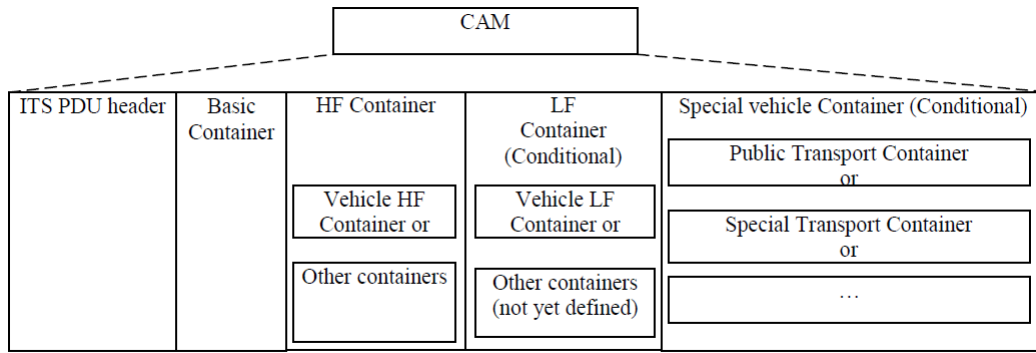 CAM
ITS PDU header
Basic
Container
HF Container
Vehicle HF
Container or
Other containers
LF
Container
(Conditional)
Vehicle LF
Container or
Other containers
(not yet defined)
Special vehicle Container (Conditional)
Public Transport Container
or
Special Transport Container
or
…